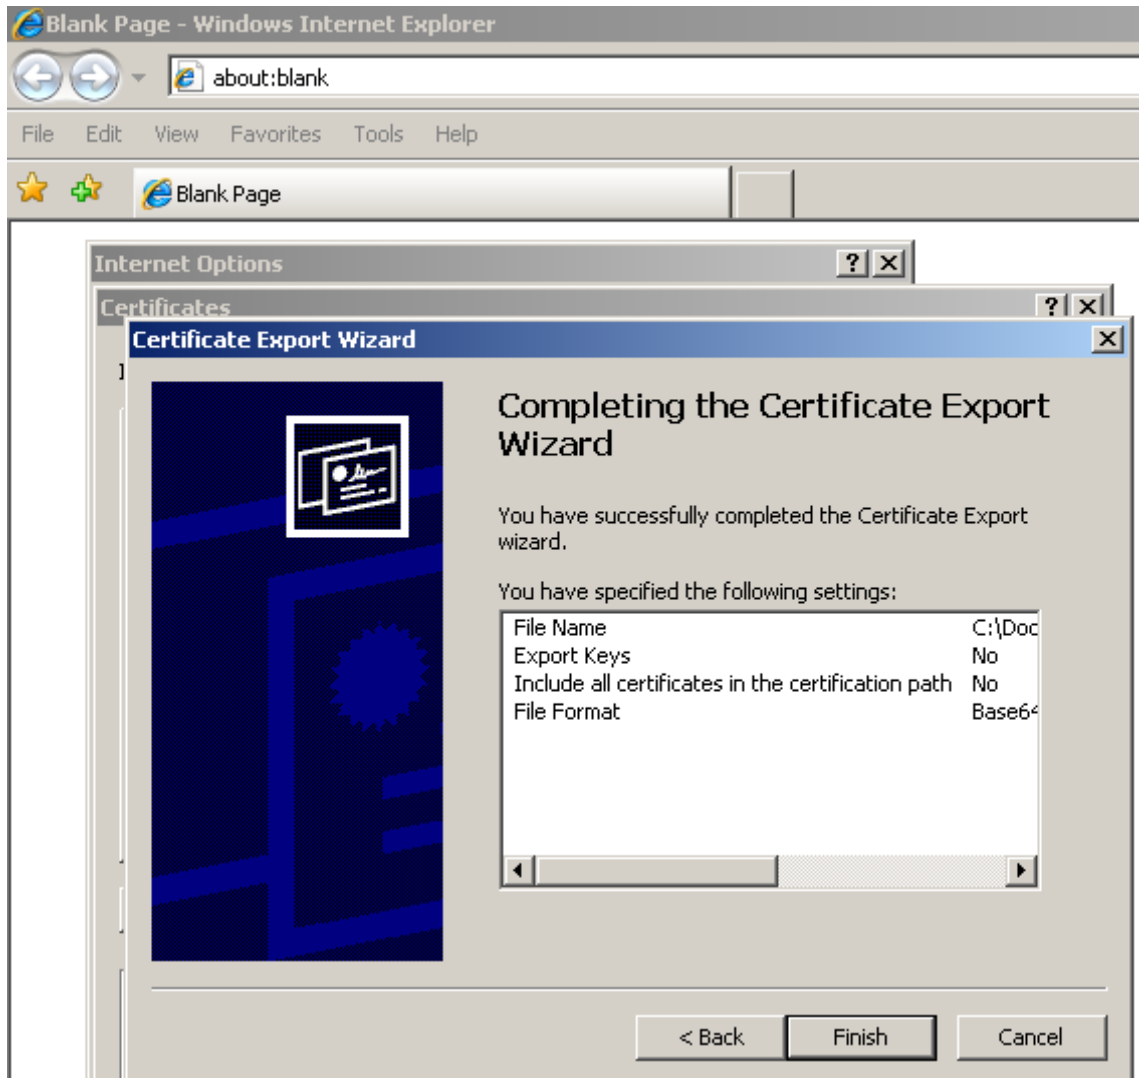 Blank Page - Windows Internet Explorer
about:blank
File Edit View Favorites Tools Help
Blank Page
Internet Options
Certificates
Certificate Export Wizard
Completing the Certificate Export
Wizard
You have successfully completed the Certificate Export
wizard.
You have specified the following settings:
File Name C:\Doc
Export Keys No
Include all certificates in the certification path No
File Format Base64
< Back Finish Cancel